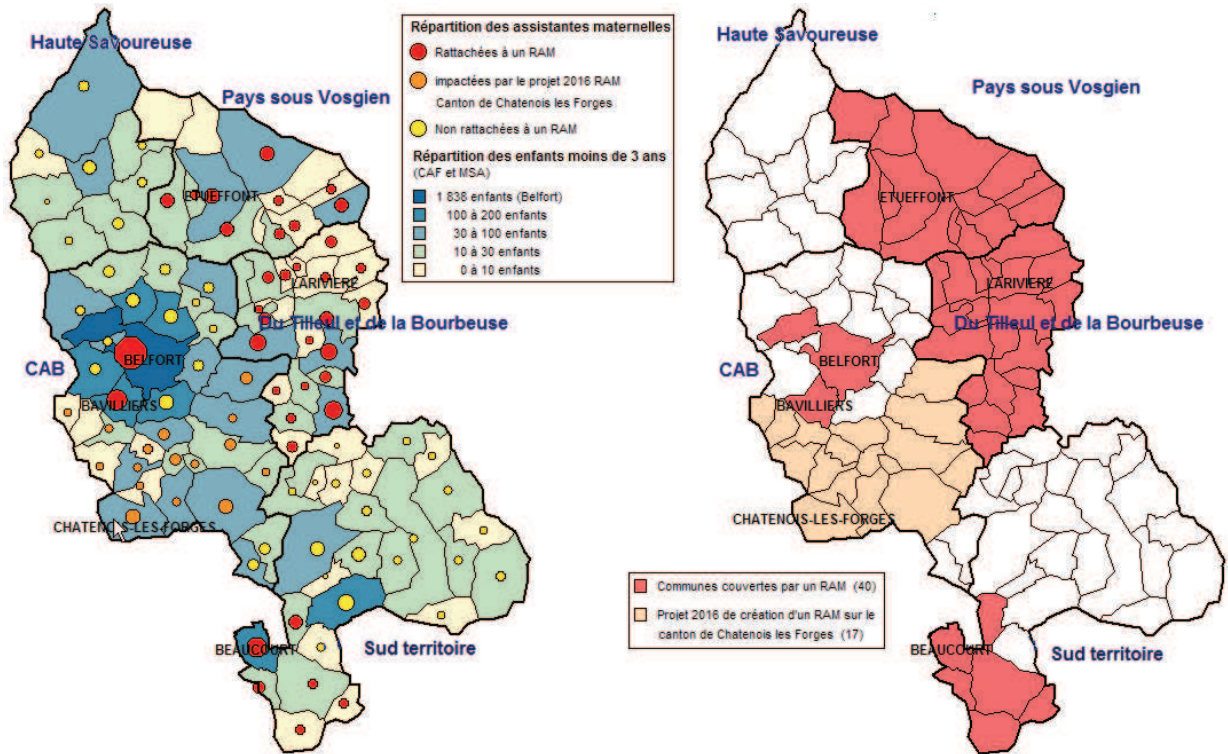 Haute Savoureuse
Pays sous Vosgien
ETUEFFONT
LARIVIERE
Du Tilleul et de la Bourbeuse
BELFORT
CAB
BAVILLIERS
CHATENOIS-LES-FORGES
BEAUCOURT
Sud territoire
Répartition des assistantes maternelles
Rattachées à un RAM
impactées par le projet 2016 RAM
Canton de Chatenois les Forges
Non rattachées à un RAM
Répartition des enfants moins de 3 ans
(CAF et MSA)
1 838 enfants (Belfort)
100 à 200 enfants
30 à 100 enfants
10 à 30 enfants
0 à 10 enfants
Haute Savoureuse
Pays sous Vosgien
ETUEFFONT
LARIVIERE
Du Tilleul et de la Bourbeuse
BELFORT
CAB
BAVILLIERS
CHATENOIS-LES-FORGES
Communes couvertes par un RAM (40)
Projet 2016 de création d'un RAM sur le
canton de Chatenois les Forges (17)
BEAUCOURT
Sud territoire